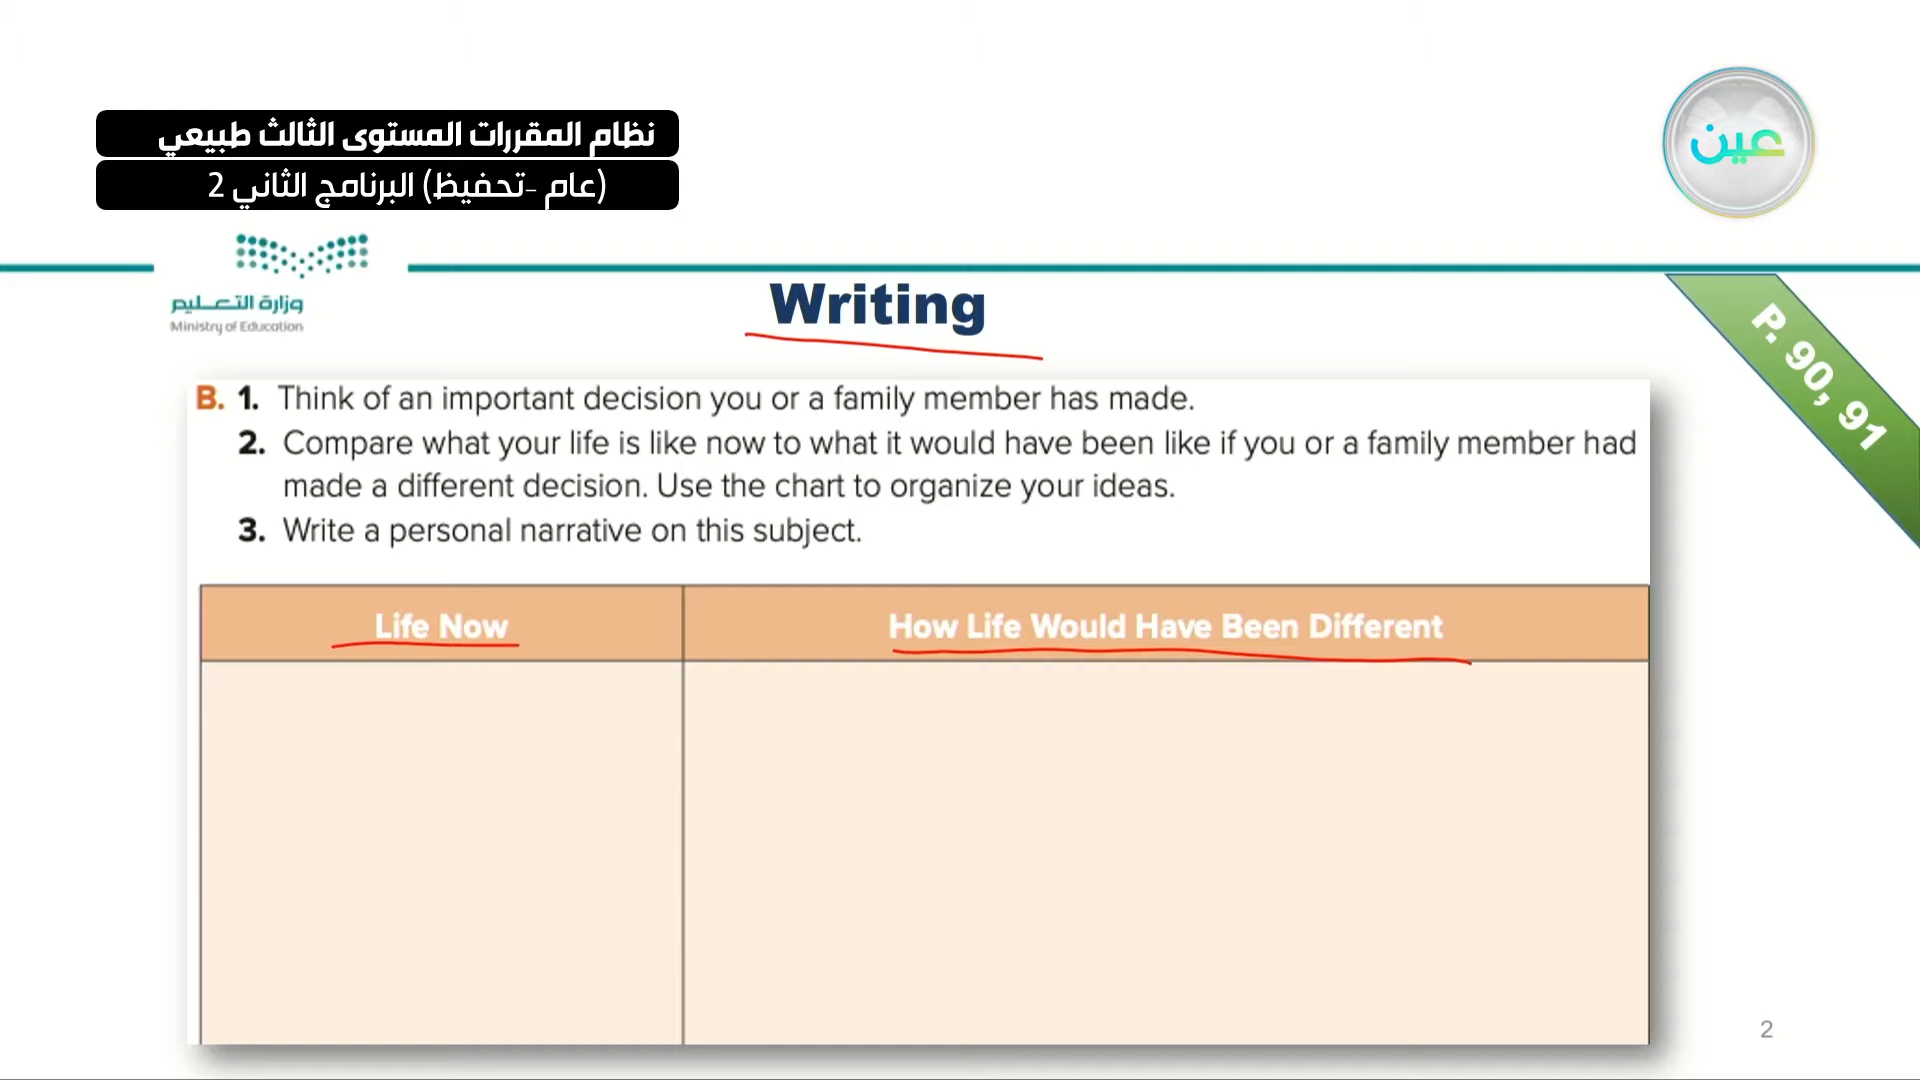 نظام المقررات المستوى الثالث طبيعي
(عام -تحفيظ) البرنامج الثاني 2
عين
وزارة التعليم
Ministry of Education
Writing
P. 90, 91
B. 1. Think of an important decision you or a family member has made.
2. Compare what your life is like now to what it would have been like if you or a family member had
made a different decision. Use the chart to organize your ideas.
3. Write a personal narrative on this subject.
Life Now
How Life Would Have Been Different
2